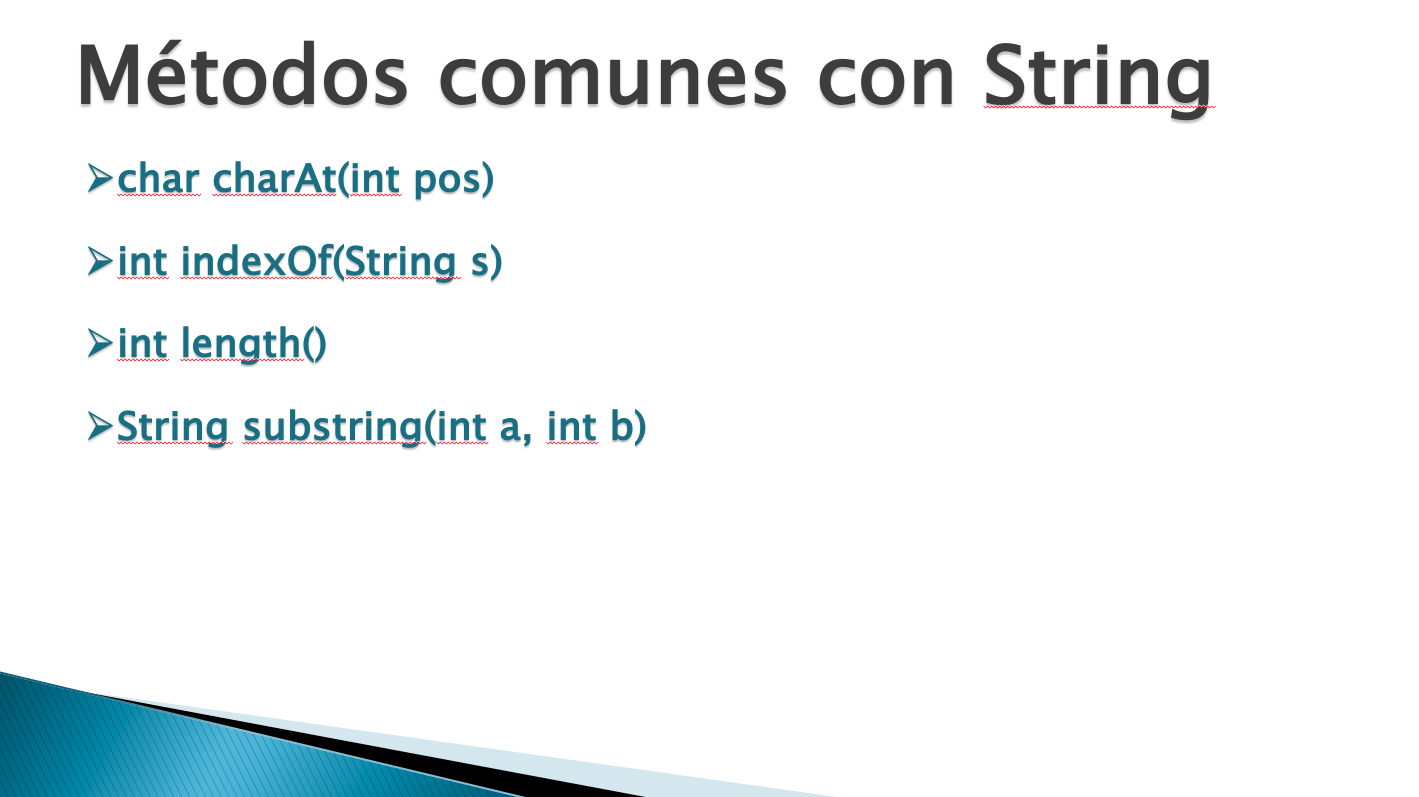 Métodos comunes con String
➢char charAt(int pos)
➢int indexOf(String s)
➢int length()
➢String substring(int a, int b)